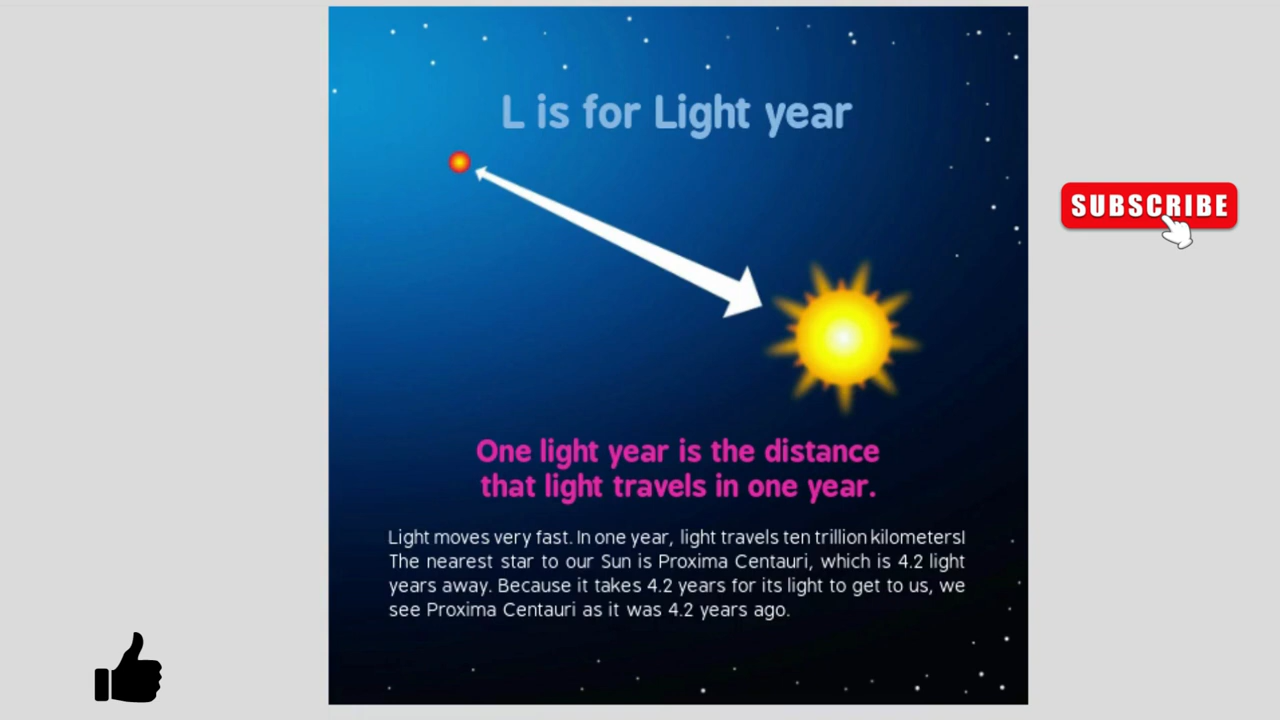 L is for Light year
SUBSCRIBE
One light year is the distance
that light travels in one year.
Light moves very fast. In one year, light travels ten trillion kilometers!
The nearest star to our Sun is Proxima Centauri, which is 4.2 light
years away. Because it takes 4.2 years for its light to get to us, we
see Proxima Centauri as it was 4.2 years ago.